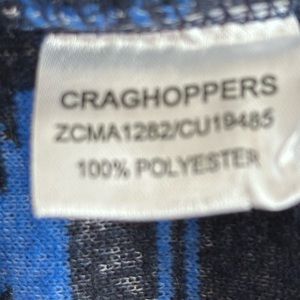 CRAGHOPPERS
ZCMA1282/CU19485
100% POLYESTER